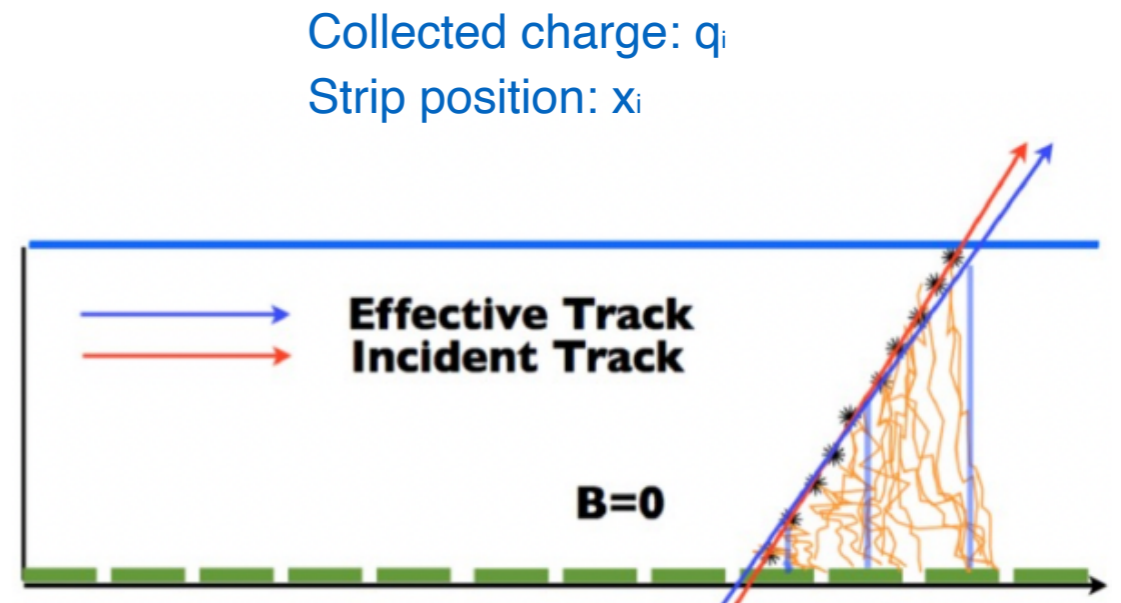 Collected charge: qi
Strip position: xi
Effective Track
Incident Track
B=0